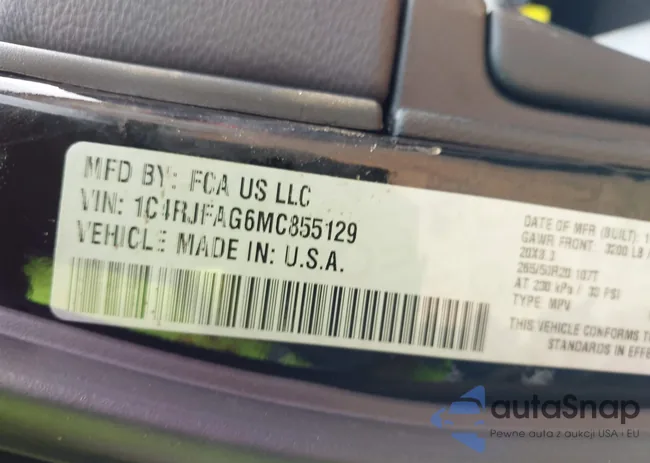 MFD BY: FCA US LLC
VIN: 1C4RJFAG6MC855129
VEHICLE MADE IN: U.S.A.
DATE OF MFR (BUILT): 1
GAWR FRONT: 3200 LB
265/50R20 107T
AT 230 kPa / 33 PSI
TYPE: MPV
THIS VEHICLE CONFORMS TO
STANDARDS IN EFFE
autaSnap
Pewne auta z aukcji USA i EU